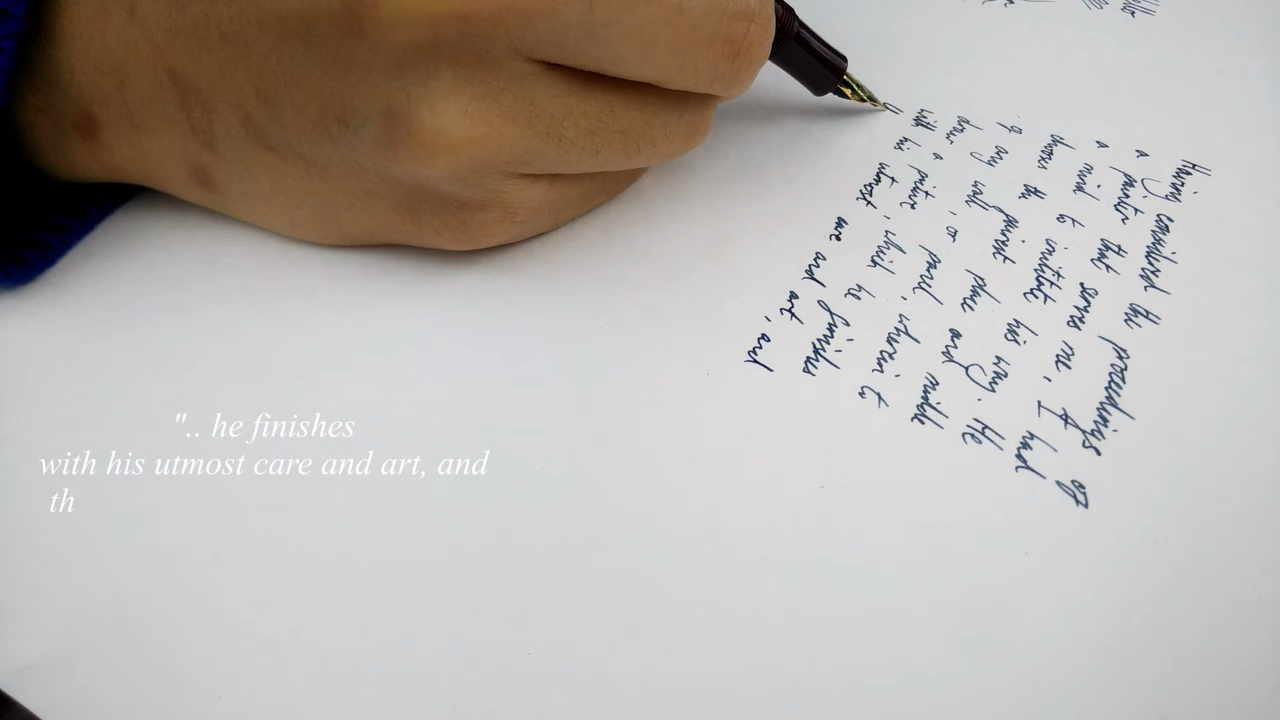 Having considered the proceedings of
a painter that serves me, I had
a mind to imitate his way. He
chooses the fairest place and middle
of any wall, or panel, wherein to
draw a picture, which he finishes
with his utmost care and art, and
".. he finishes
with his utmost care and art, and
th